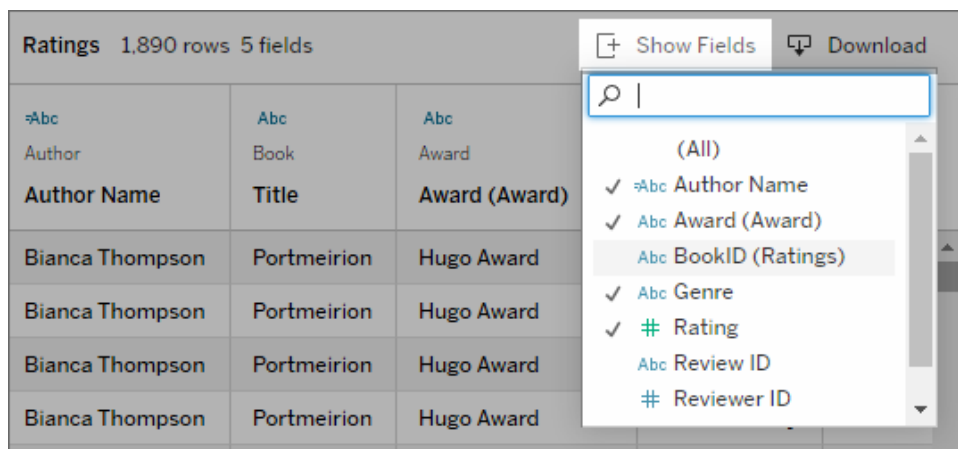 Ratings 1,890 rows 5 fields Show Fields Download
Abc Abc Abc
Author Book Award
Author Name Title Award (Award)
Bianca Thompson Portmeirion Hugo Award
Bianca Thompson Portmeirion Hugo Award
Bianca Thompson Portmeirion Hugo Award
Bianca Thompson Portmeirion Hugo Award
(All)
=Abc Author Name
Abc Award (Award)
Abc BookID (Ratings)
Abc Genre
# Rating
Abc Review ID
# Reviewer ID